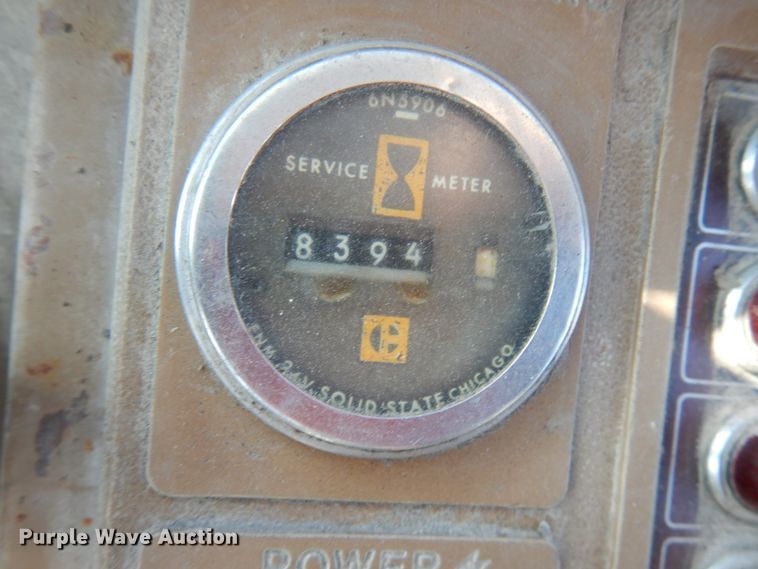 6N5906
SERVICE METER
8394
ENM 24V. SOLID STATE CHICAGO
POWER
Purple Wave Auction